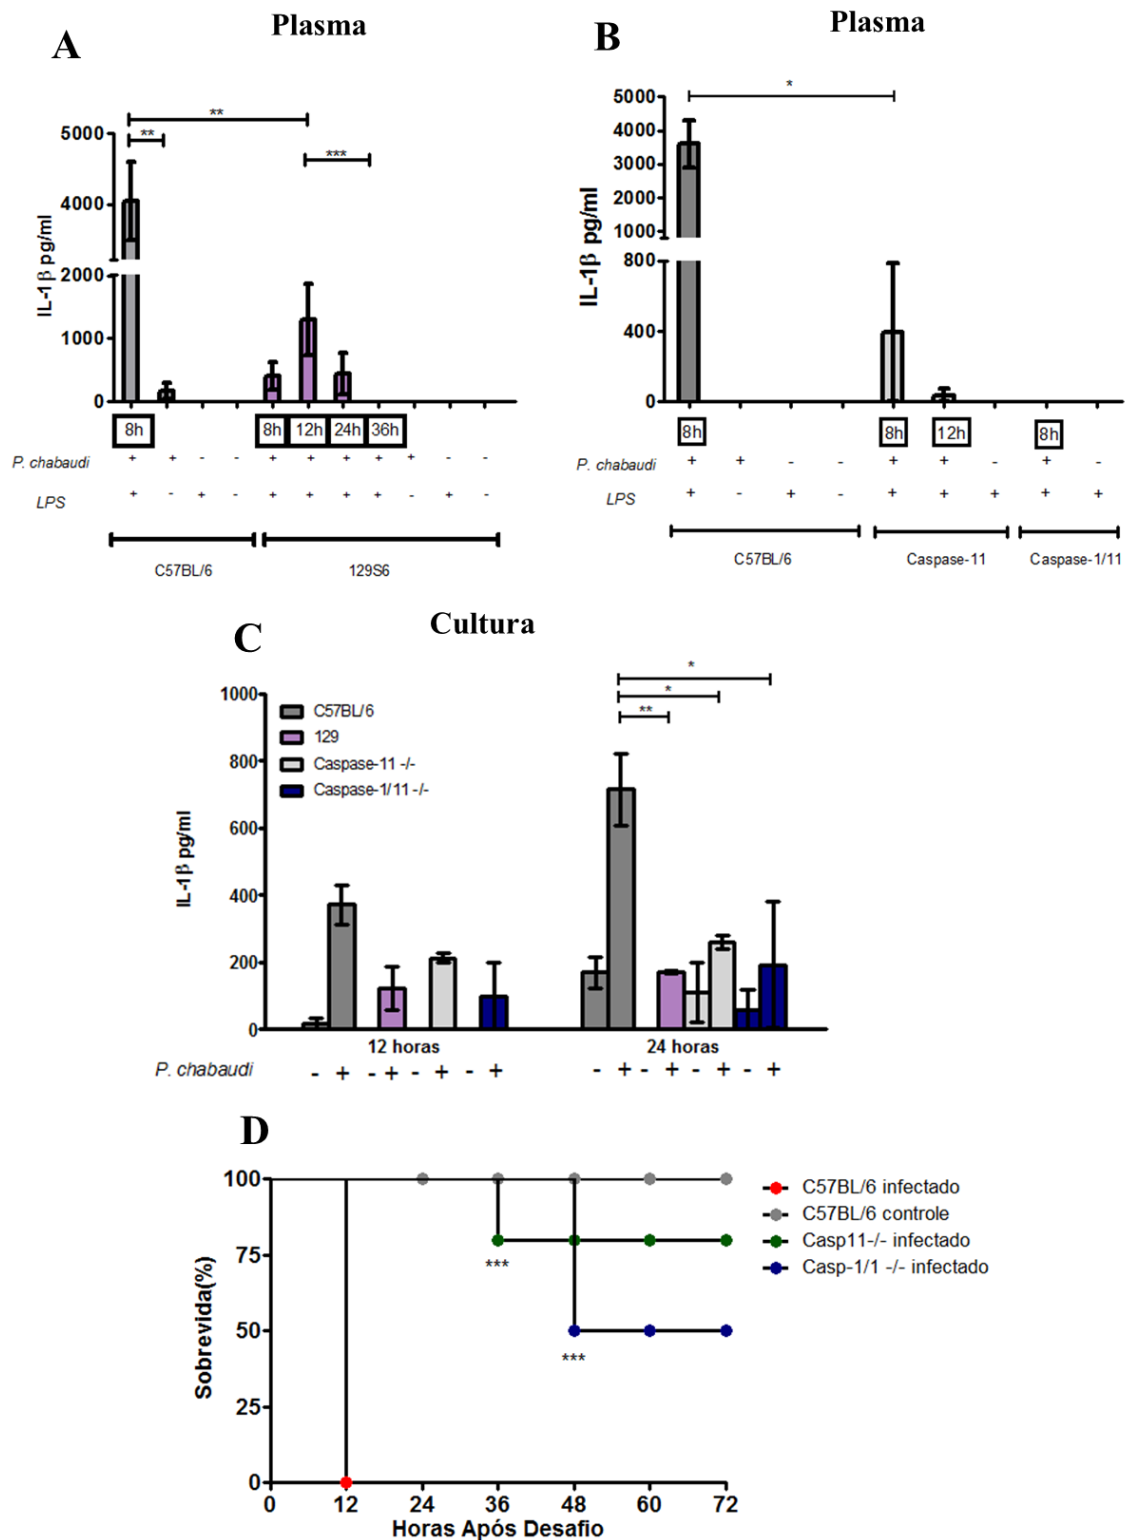 A
Plasma
**
**
***
5000
4000
2000
1000
0
IL-1β pg/ml
8h 8h 12h 24h 36h
P. chabaudi + + - - + + + + + - -
LPS + - + - + + + + - + -
C57BL/6 129S6
B
Plasma
*
5000
4000
3000
2000
1000
800
400
0
IL-1β pg/ml
8h 8h 12h 8h
P. chabaudi + + - - + + - + -
LPS + - + - + + + + +
C57BL/6 Caspase-11 Caspase-1/11
C
Cultura
*
*
**
1000
800
600
400
200
0
IL-1β pg/ml
C57BL/6
129
Caspase-11 -/-
Caspase-1/11 -/-
12 horas 24 horas
P. chabaudi - + - + - + - + - + - + - + - +
D
100
75
50
25
0
Sobrevida(%)
***
***
C57BL/6 infectado
C57BL/6 controle
Casp11-/- infectado
Casp-1/1 -/- infectado
0 12 24 36 48 60 72
Horas Após Desafio